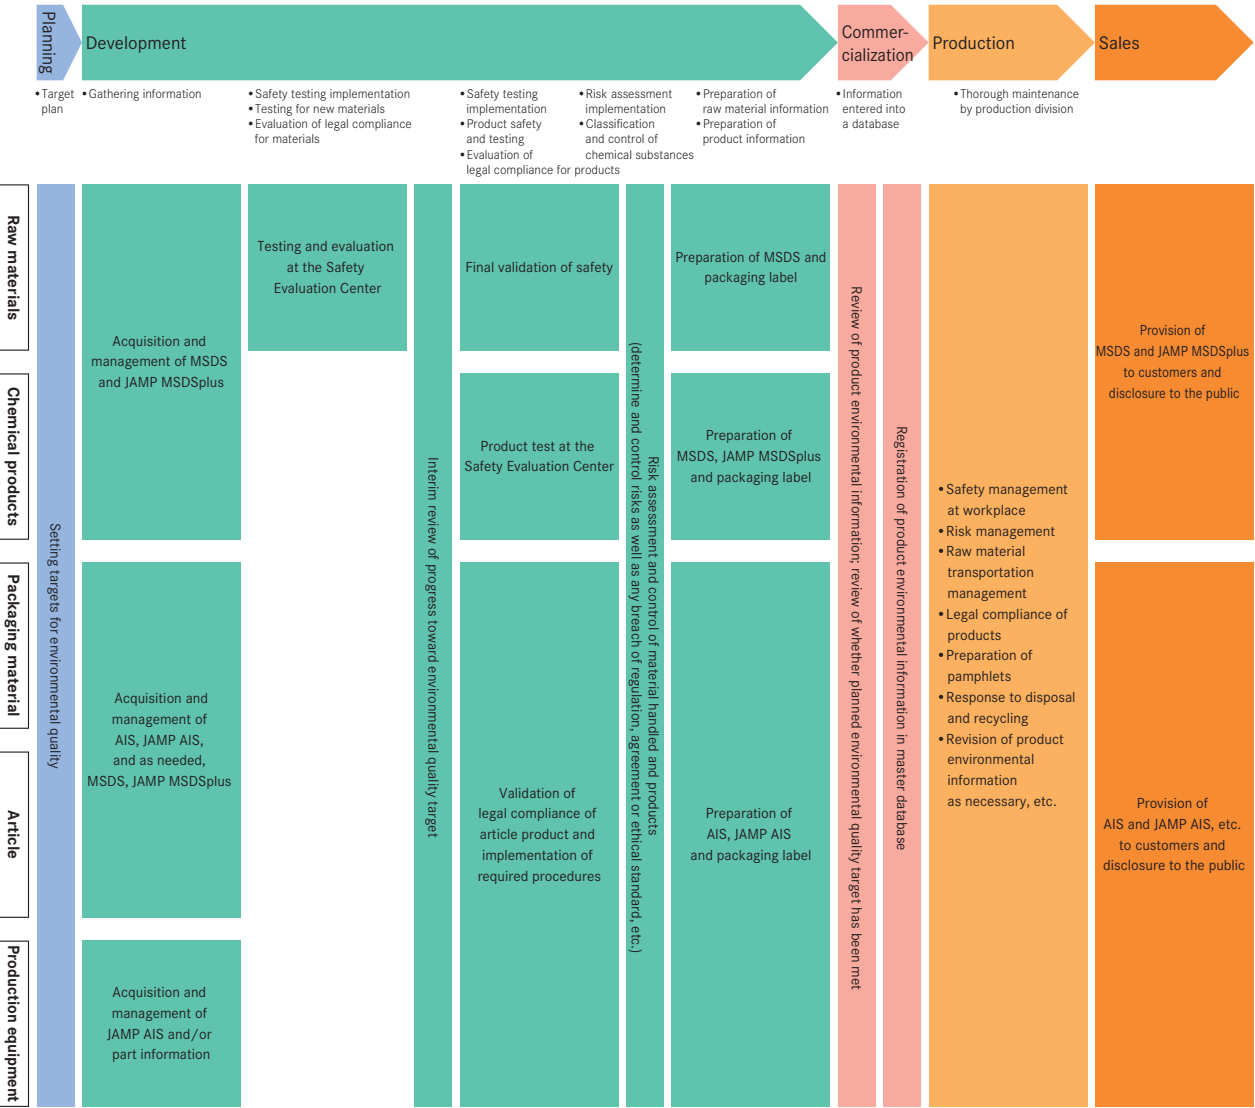 Planning
Development
Commer-
cialization
Production
Sales
• Target
plan
• Gathering information
• Safety testing implementation
• Testing for new materials
• Evaluation of legal compliance
for materials
• Safety testing
implementation
• Product safety
and testing
• Evaluation of
legal compliance for products
• Risk assessment
implementation
• Classification
and control of
chemical substances
• Preparation of
raw material information
• Preparation of
product information
• Information
entered into
a database
• Thorough maintenance
by production division
Raw materials
Chemical products
Packaging material
Article
Production equipment
Setting targets for environmental quality
Acquisition and
management of MSDS
and JAMP MSDSplus
Acquisition and
management of
AIS, JAMP AIS,
and as needed,
MSDS, JAMP MSDSplus
Acquisition and
management of
JAMP AIS and/or
part information
Testing and evaluation
at the Safety
Evaluation Center
Interim review of progress toward environmental quality target
Final validation of safety
Product test at the
Safety Evaluation Center
Validation of
legal compliance of
article product and
implementation of
required procedures
Risk assessment and control of material handled and products
(determine and control risks as well as any breach of regulation, agreement or ethical standard, etc.)
Preparation of MSDS and
packaging label
Preparation of
MSDS, JAMP MSDSplus
and packaging label
Preparation of
AIS, JAMP AIS
and packaging label
Review of product environmental information; review of whether planned environmental quality target has been met
Registration of product environmental information in master database
• Safety management
at workplace
• Risk management
• Raw material
transportation
management
• Legal compliance of
products
• Preparation of
pamphlets
• Response to disposal
and recycling
• Revision of product
environmental
information
as necessary, etc.
Provision of
MSDS and JAMP MSDSplus
to customers and
disclosure to the public
Provision of
AIS and JAMP AIS, etc.
to customers and
disclosure to the public